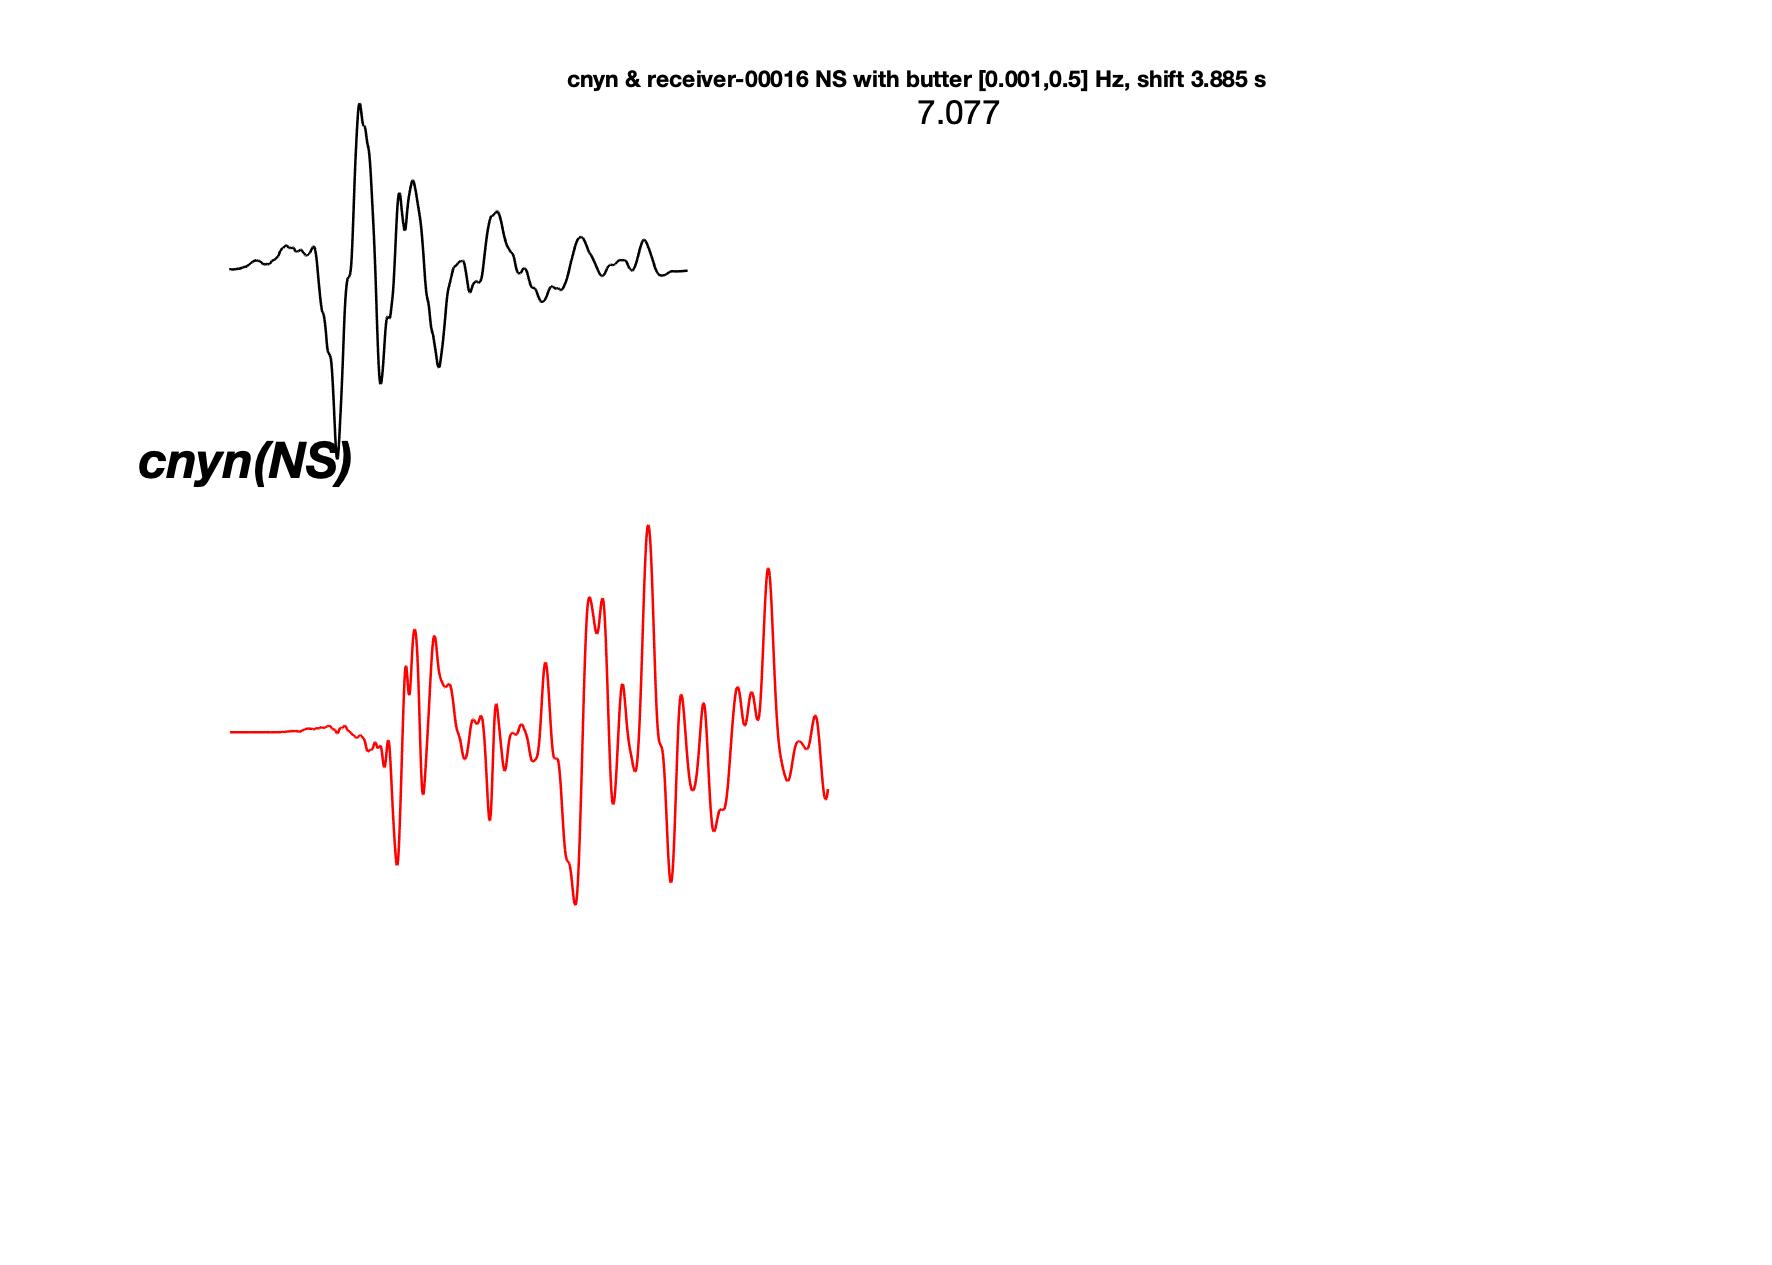 cnyn & receiver-00016 NS with butter [0.001,0.5] Hz, shift 3.885 s
7.077
cnyn(NS)